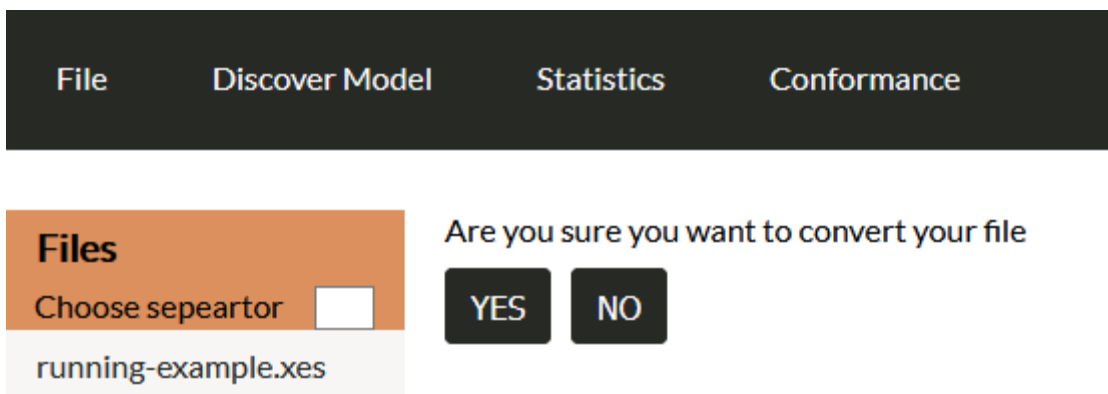 File Discover Model Statistics Conformance
Files
Choose sepeartor
running-example.xes
Are you sure you want to convert your file
YES NO